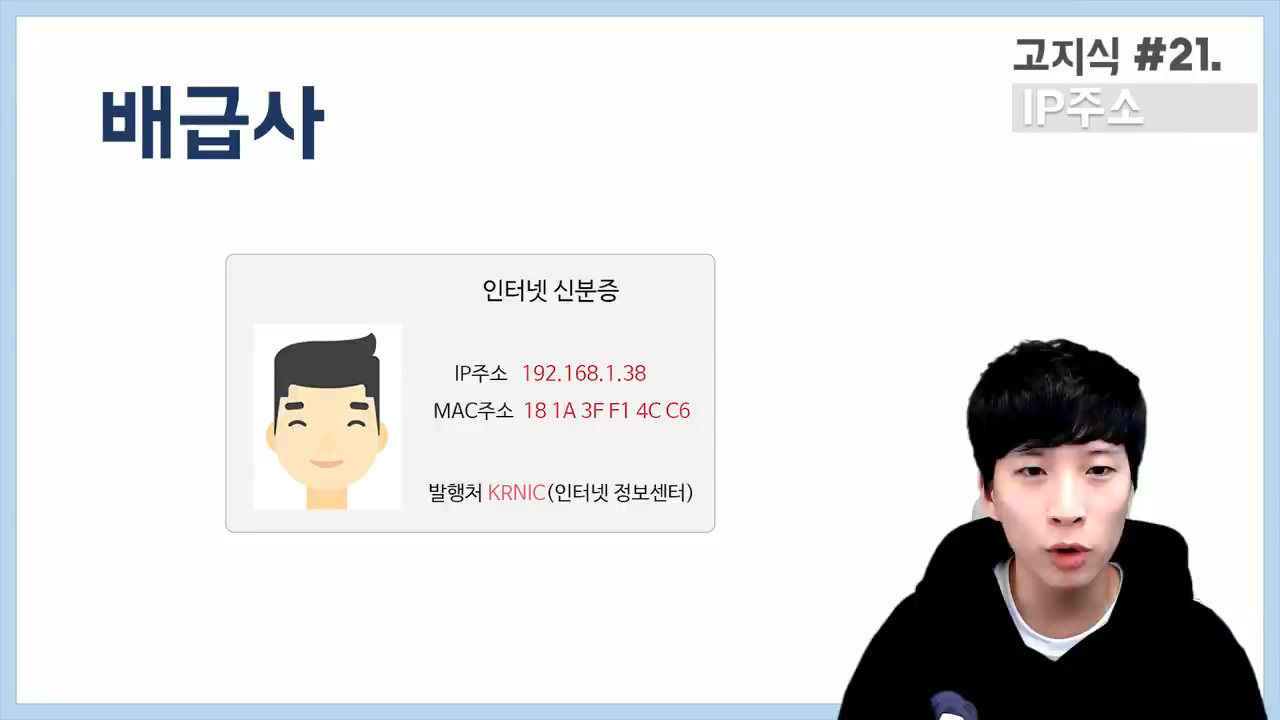 고지식 #21.
IP주소
배급사
인터넷 신분증
IP주소 192.168.1.38
MAC주소 18 1A 3F F1 4C C6
발행처 KRNIC(인터넷 정보센터)